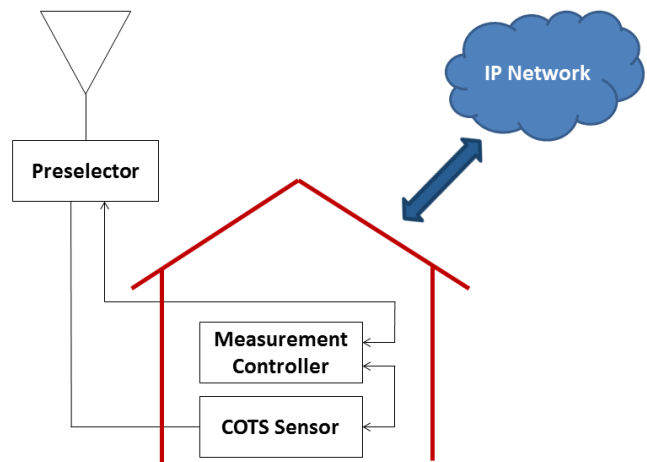 IP Network
Preselector
Measurement
Controller
COTS Sensor